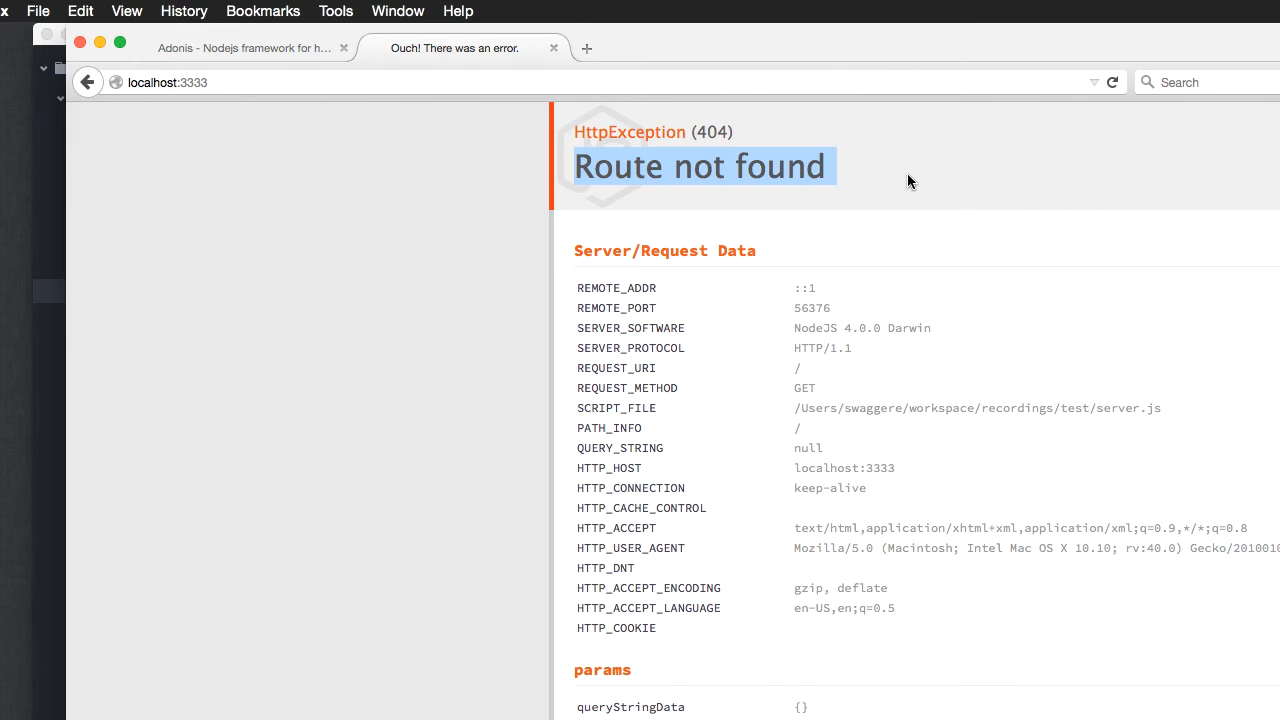 x File Edit View History Bookmarks Tools Window Help
Adonis - Nodejs framework for h... Ouch! There was an error.
localhost:3333 Search
HttpException (404)
Route not found
Server/Request Data
REMOTE_ADDR ::1
REMOTE_PORT 56376
SERVER_SOFTWARE NodeJS 4.0.0 Darwin
SERVER_PROTOCOL HTTP/1.1
REQUEST_URI /
REQUEST_METHOD GET
SCRIPT_FILE /Users/swaggere/workspace/recordings/test/server.js
PATH_INFO /
QUERY_STRING null
HTTP_HOST localhost:3333
HTTP_CONNECTION keep-alive
HTTP_CACHE_CONTROL
HTTP_ACCEPT text/html,application/xhtml+xml,application/xml;q=0.9,*/*;q=0.8
HTTP_USER_AGENT Mozilla/5.0 (Macintosh; Intel Mac OS X 10.10; rv:40.0) Gecko/2010010
HTTP_DNT
HTTP_ACCEPT_ENCODING gzip, deflate
HTTP_ACCEPT_LANGUAGE en-US,en;q=0.5
HTTP_COOKIE
params
queryStringData {}